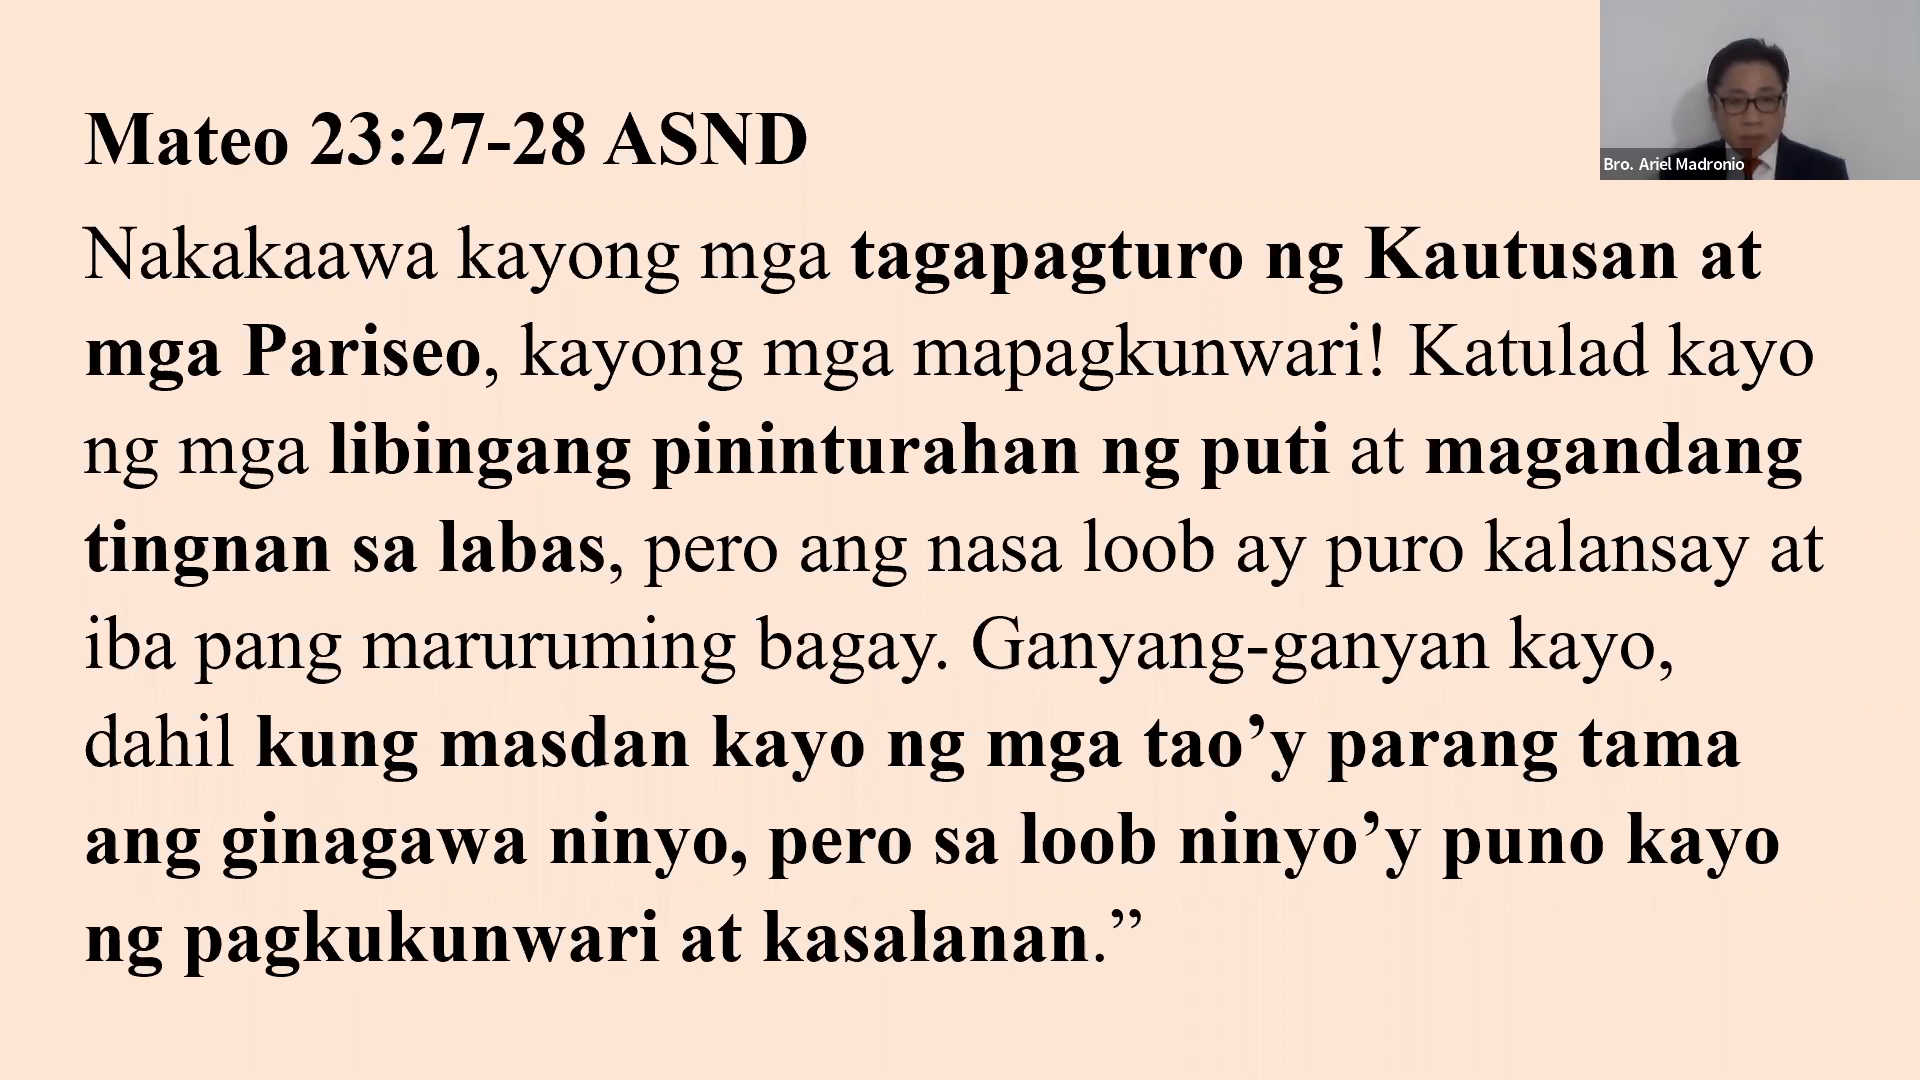 Mateo 23:27-28 ASND
Nakakaawa kayong mga tagapagturo ng Kautusan at
mga Pariseo, kayong mga mapagkunwari! Katulad kayo
ng mga libingang pininturahan ng puti at magandang
tingnan sa labas, pero ang nasa loob ay puro kalansay at
iba pang maruruming bagay. Ganyang-ganyan kayo,
dahil kung masdan kayo ng mga tao’y parang tama
ang ginagawa ninyo, pero sa loob ninyo’y puno kayo
ng pagkukunwari at kasalanan.”
Bro. Ariel Madronio